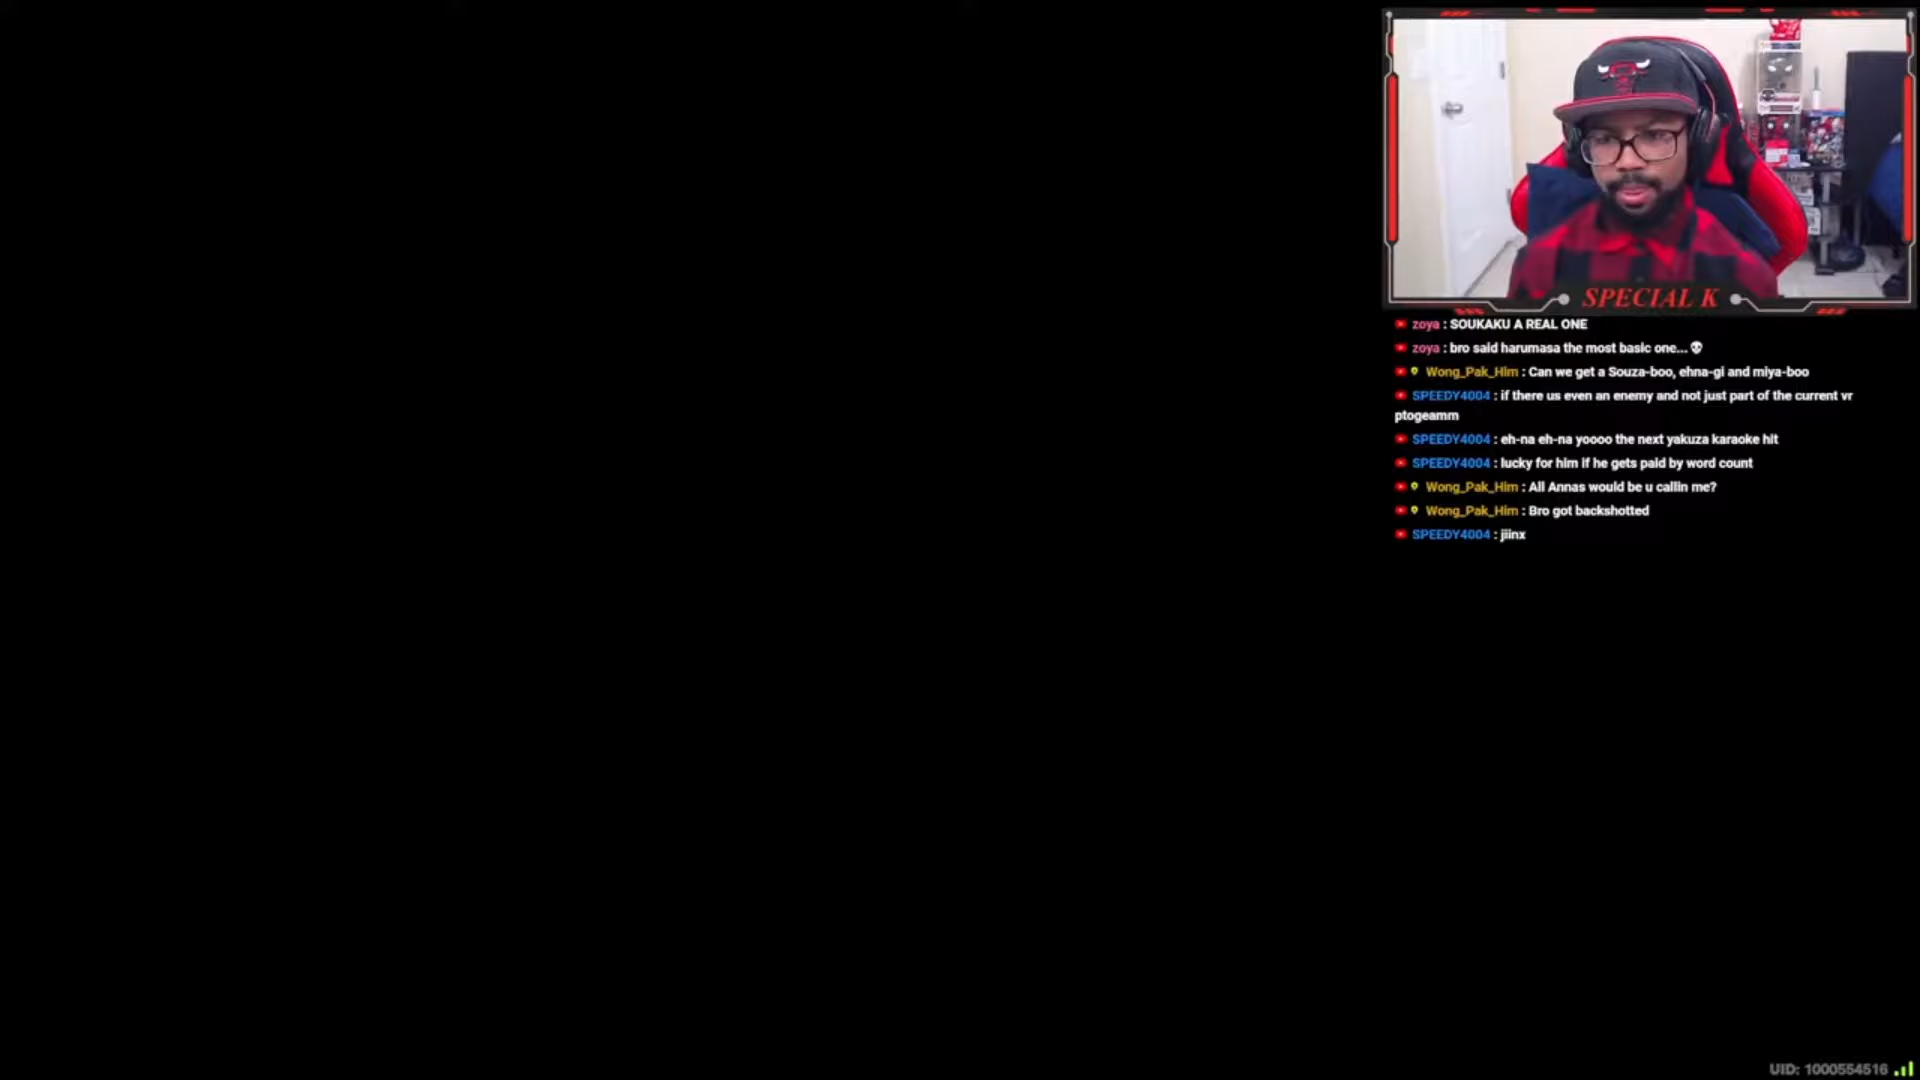 SPECIAL K
zoya : SOUKAKU A REAL ONE
zoya : bro said harumasa the most basic one...
Wong_Pak_Him : Can we get a Souza-boo, ehna-gi and miya-boo
SPEEDY4004 : if there us even an enemy and not just part of the current vr
ptogeamm
SPEEDY4004 : eh-na eh-na yoooo the next yakuza karaoke hit
SPEEDY4004 : lucky for him if he gets paid by word count
Wong_Pak_Him : All Annas would be u callin me?
Wong_Pak_Him : Bro got backshotted
SPEEDY4004 : jiinx
UID: 1000554516